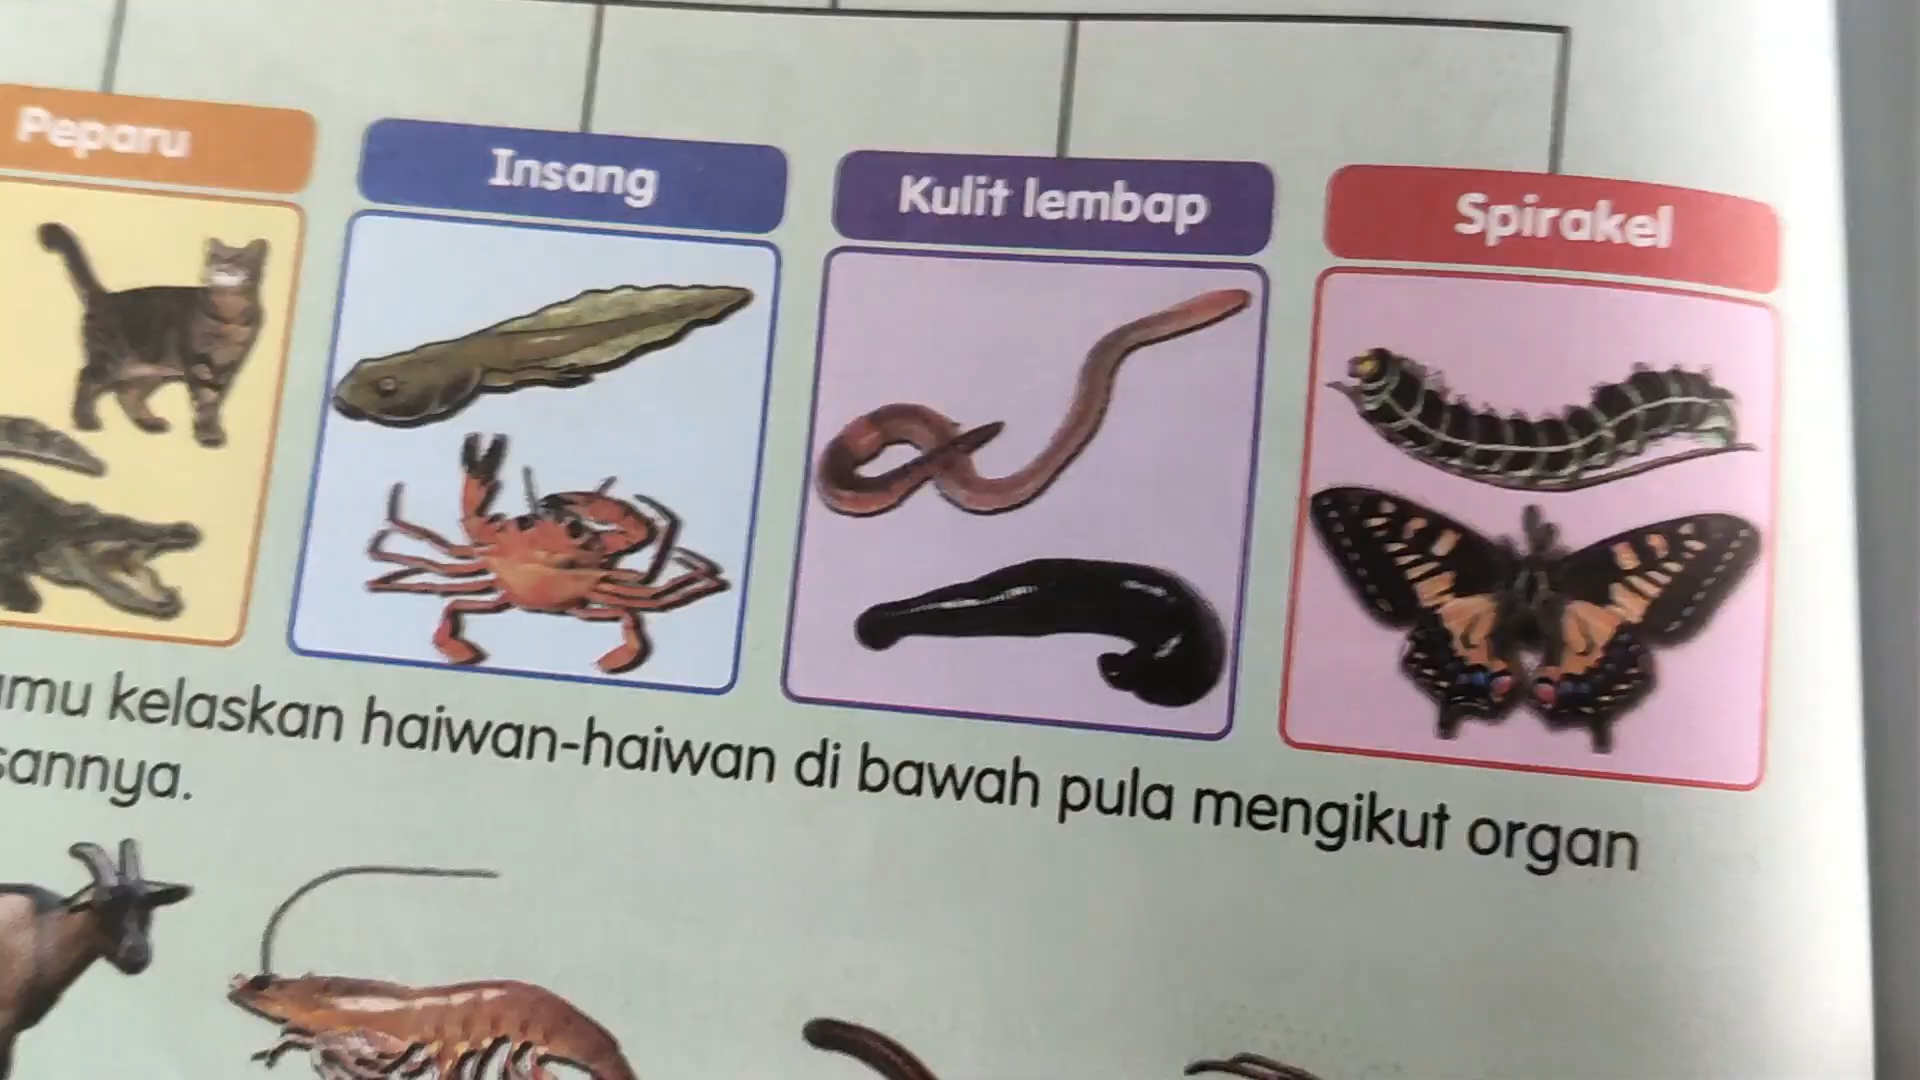 Peparu
Insang
Kulit lembap
Spirakel
mu kelaskan haiwan-haiwan di bawah pula mengikut organ
sannya.